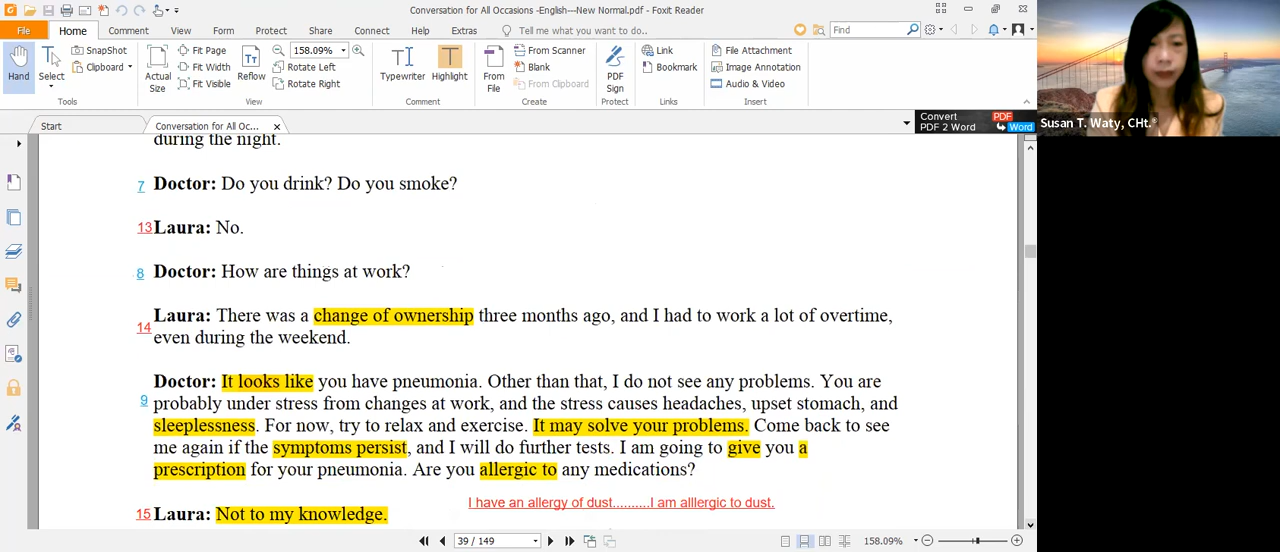 Conversation for All Occasions -English---New Normal.pdf - Foxit Reader
File Home Comment View Form Protect Share Connect Help Extras Tell me what you want to do.. Find
Hand
Select
SnapShot
Clipboard
Actual Size
Fit Page
Fit Width
Fit Visible
Reflow
158.09%
Rotate Left
Rotate Right
Typewriter
Highlight
From File
From Scanner
Blank
From Clipboard
PDF Sign
Link
Bookmark
File Attachment
Image Annotation
Audio & Video
Tools View Comment Create Protect Links Insert
Start Conversation for All Occ...
Convert PDF
PDF 2 Word Word
Susan T. Waty, CHt.®
during the night.
7 Doctor: Do you drink? Do you smoke?
13 Laura: No.
8 Doctor: How are things at work?
Laura: There was a change of ownership three months ago, and I had to work a lot of overtime,
14
even during the weekend.
Doctor: It looks like you have pneumonia. Other than that, I do not see any problems. You are
9 probably under stress from changes at work, and the stress causes headaches, upset stomach, and
sleeplessness. For now, try to relax and exercise. It may solve your problems. Come back to see
me again if the symptoms persist, and I will do further tests. I am going to give you a
prescription for your pneumonia. Are you allergic to any medications?
I have an allergy of dust..........I am alllergic to dust.
15 Laura: Not to my knowledge.
39 / 149 158.09%